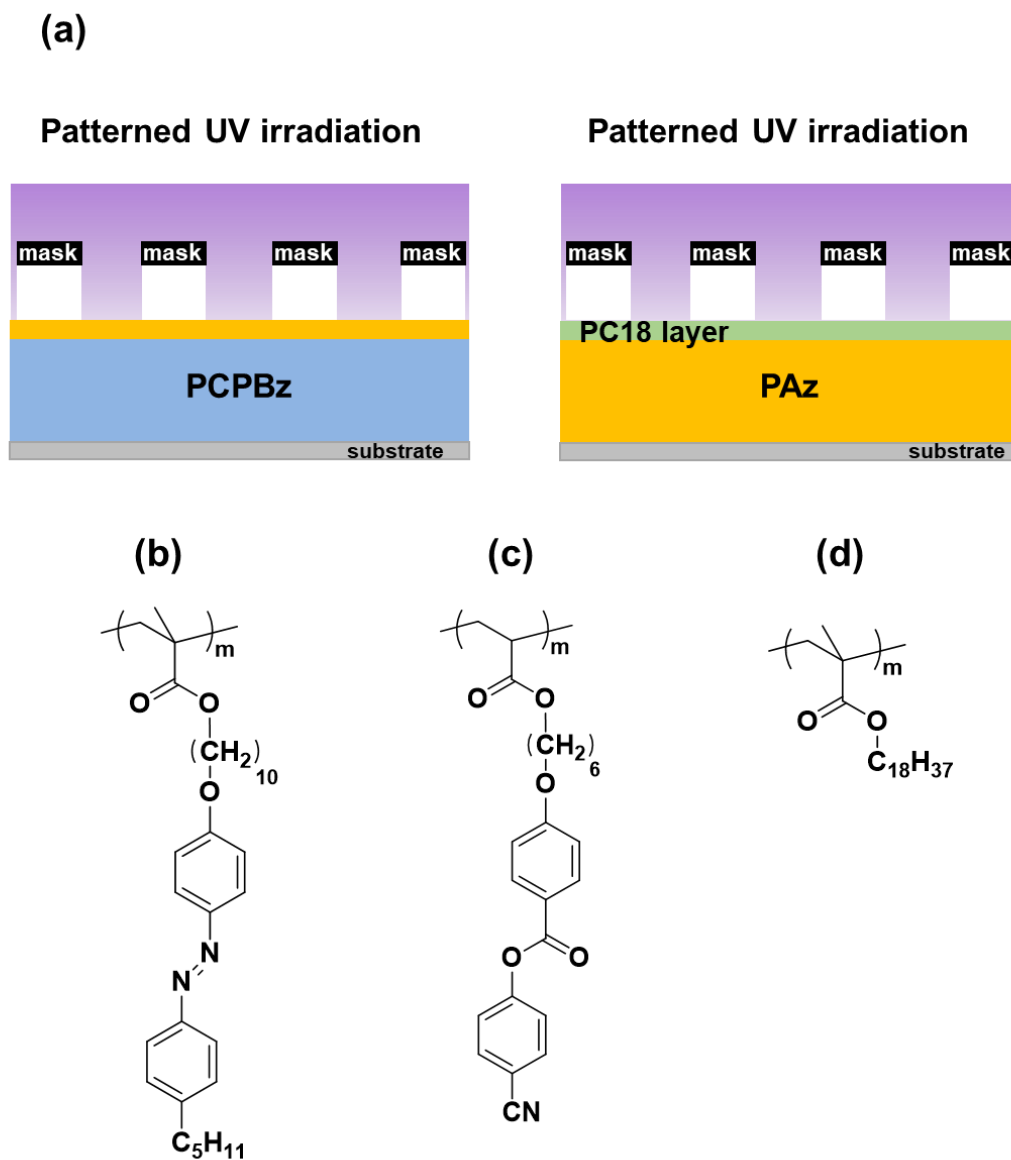 (a)
Patterned UV irradiation
Patterned UV irradiation
mask mask mask mask
mask mask mask mask
PC18 layer
PCPBz
PAz
substrate
substrate
(b)
(c)
(d)
m
m
m
O O
O O
O O
(CH2)10
(CH2)6
C18H37
O
O
N
N
O O
C5H11
CN